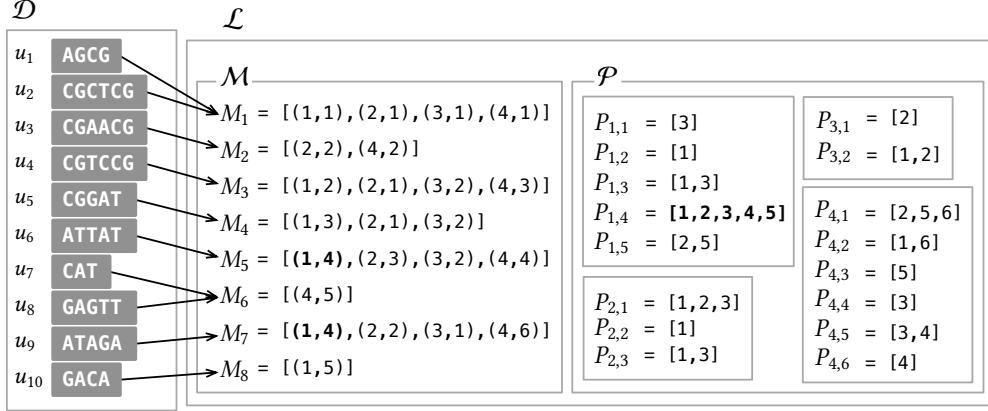 𝒟
ℒ
u1 AGCG
u2 CGCTCG
u3 CGAACG
u4 CGTCCG
u5 CGGAT
u6 ATTAT
u7 CAT
u8 GAGTT
u9 ATAGA
u10 GACA
ℳ
M1 = [(1,1),(2,1),(3,1),(4,1)]
M2 = [(2,2),(4,2)]
M3 = [(1,2),(2,1),(3,2),(4,3)]
M4 = [(1,3),(2,1),(3,2)]
M5 = [(1,4),(2,3),(3,2),(4,4)]
M6 = [(4,5)]
M7 = [(1,4),(2,2),(3,1),(4,6)]
M8 = [(1,5)]
𝒫
P1,1 = [3]
P1,2 = [1]
P1,3 = [1,3]
P1,4 = [1,2,3,4,5]
P1,5 = [2,5]
P2,1 = [1,2,3]
P2,2 = [1]
P2,3 = [1,3]
P3,1 = [2]
P3,2 = [1,2]
P4,1 = [2,5,6]
P4,2 = [1,6]
P4,3 = [5]
P4,4 = [3]
P4,5 = [3,4]
P4,6 = [4]